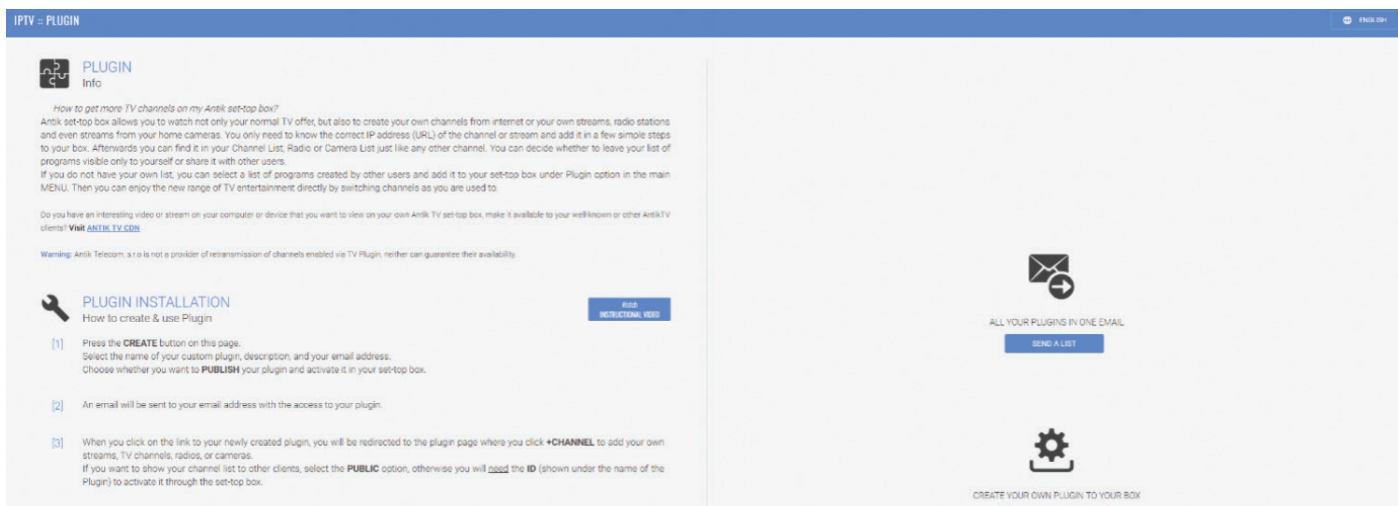 IPTV :: PLUGIN
ENGLISH
PLUGIN
Info
How to get more TV channels on my Antik set-top box?
Antik set-top box allows you to watch not only your normal TV offer, but also to create your own channels from internet or your own streams, radio stations
and even streams from your home cameras. You only need to know the correct IP address (URL) of the channel or stream and add it in a few simple steps
to your box. Afterwards you can find it in your Channel List, Radio or Camera List just like any other channel. You can decide whether to leave your list of
programs visible only to yourself or share it with other users.
If you do not have your own list, you can select a list of programs created by other users and add it to your set-top box under Plugin option in the main
MENU. Then you can enjoy the new range of TV entertainment directly by switching channels as you are used to.
Do you have an interesting video or stream on your computer or device that you want to view on your own Antik TV set-top box, make it available to your well-known or other AntikTV
clients? Visit ANTIK TV CDN
Warning: Antik Telecom, s.r.o is not a provider of retransmission of channels enabled via TV Plugin, neither can guarantee their availability.
PLUGIN INSTALLATION
How to create & use Plugin
INSTRUCTIONAL VIDEO
[1] Press the CREATE button on this page.
Select the name of your custom plugin, description, and your email address.
Choose whether you want to PUBLISH your plugin and activate it in your set-top box.
[2] An email will be sent to your email address with the access to your plugin.
[3] When you click on the link to your newly created plugin, you will be redirected to the plugin page where you click +CHANNEL to add your own
streams, TV channels, radios, or cameras.
If you want to show your channel list to other clients, select the PUBLIC option, otherwise you will need the ID (shown under the name of the
Plugin) to activate it through the set-top box.
ALL YOUR PLUGINS IN ONE EMAIL
SEND A LIST
CREATE YOUR OWN PLUGIN TO YOUR BOX